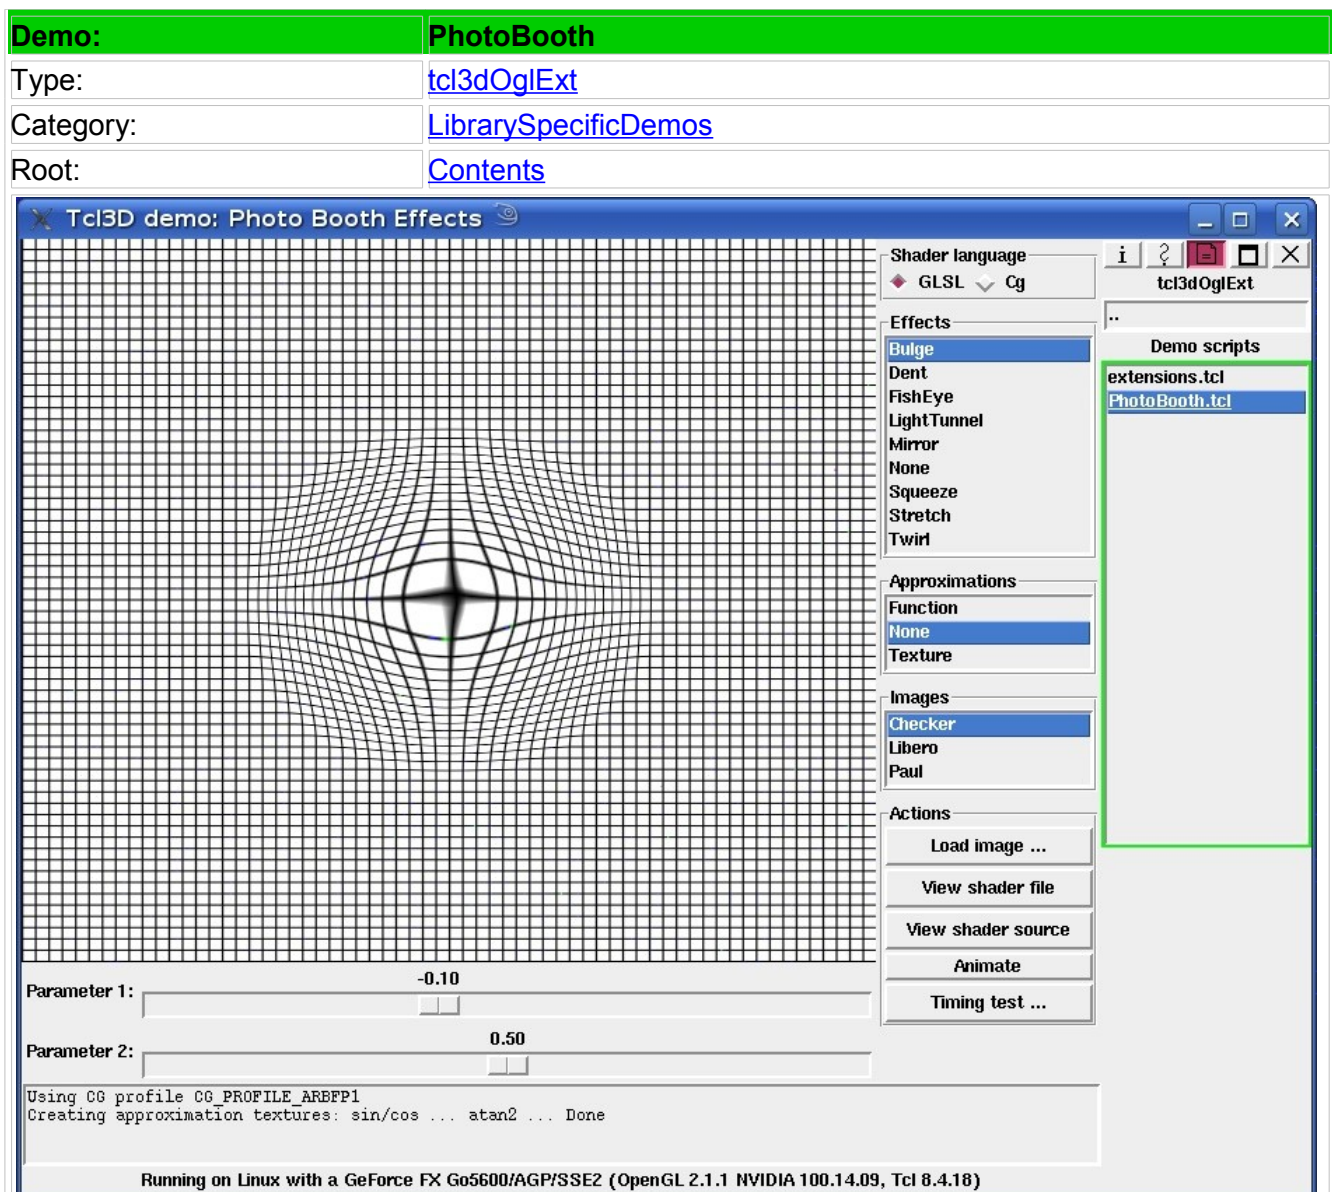 Demo: PhotoBooth
Type: tcl3dOglExt
Category: LibrarySpecificDemos
Root: Contents
Tcl3D demo: Photo Booth Effects
Shader language
GLSL Cg
Effects
Bulge
Dent
FishEye
LightTunnel
Mirror
None
Squeeze
Stretch
Twirl
Approximations
Function
None
Texture
Images
Checker
Libero
Paul
Actions
Load image ...
View shader file
View shader source
Animate
Timing test ...
i ?
tcl3dOglExt
..
Demo scripts
extensions.tcl
PhotoBooth.tcl
-0.10
Parameter 1:
0.50
Parameter 2:
Using CG profile CG_PROFILE_ARBFP1
Creating approximation textures: sin/cos ... atan2 ... Done
Running on Linux with a GeForce FX Go5600/AGP/SSE2 (OpenGL 2.1.1 NVIDIA 100.14.09, Tcl 8.4.18)